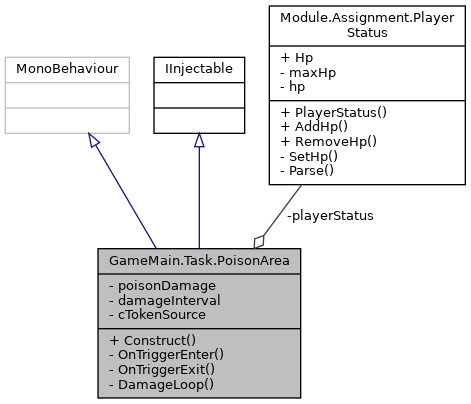 Module.Assignment.Player
Status
+ Hp
- maxHp
- hp
+ PlayerStatus()
+ AddHp()
+ RemoveHp()
- SetHp()
- Parse()
MonoBehaviour
IInjectable
-playerStatus
GameMain.Task.PoisonArea
- poisonDamage
- damageInterval
- cTokenSource
+ Construct()
- OnTriggerEnter()
- OnTriggerExit()
- DamageLoop()